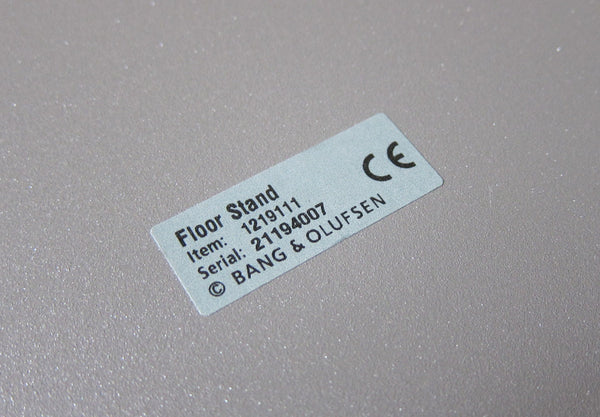 Floor Stand
Item: 1219111
Serial: 21194007
© BANG & OLUFSEN
CE